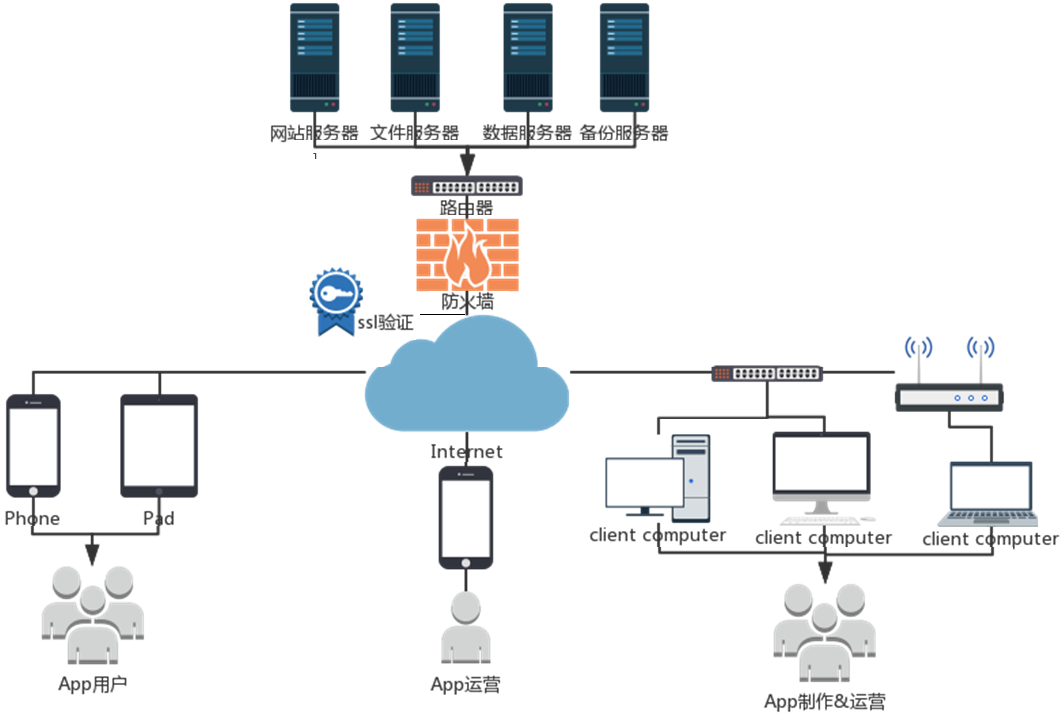 网站服务器 文件服务器 数据服务器 备份服务器
路由器
防火墙
ssl验证
Internet
Phone Pad
client computer client computer client computer
App用户 App运营 App制作&运营